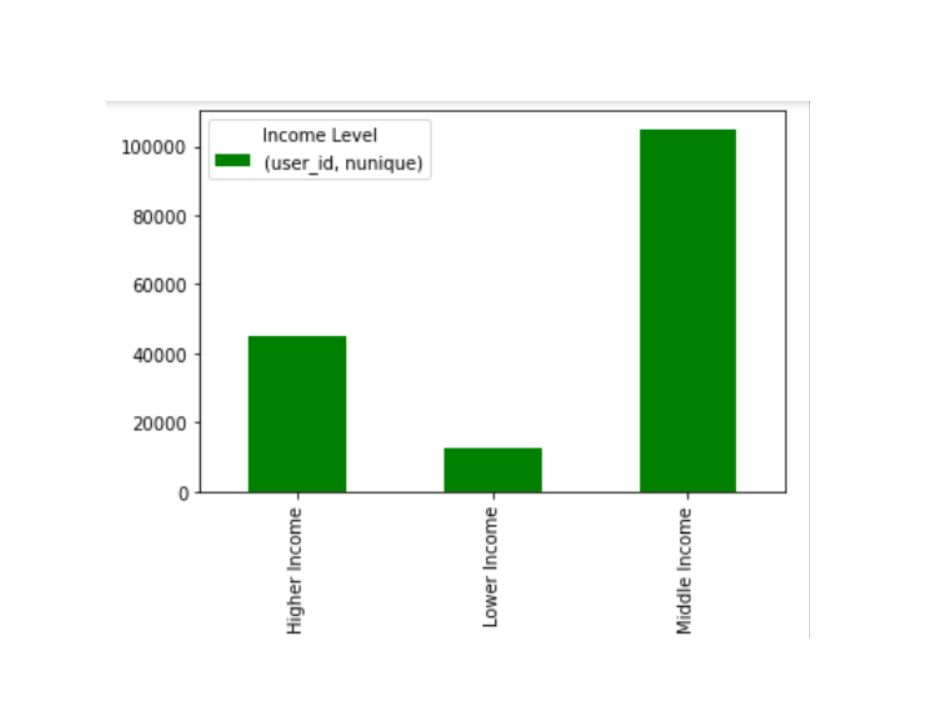 Income Level
(user_id, nunique)
100000
80000
60000
40000
20000
0
Higher Income
Lower Income
Middle Income